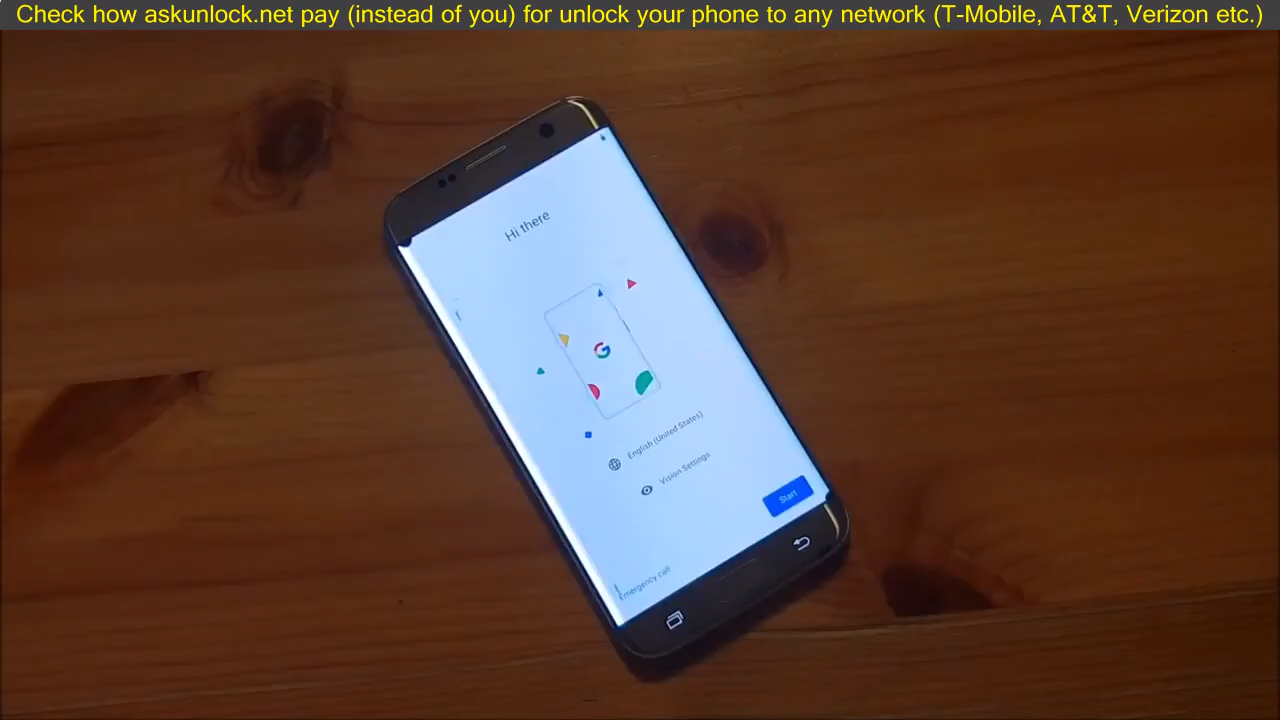 Check how askunlock.net pay (instead of you) for unlock your phone to any network (T-Mobile, AT&T, Verizon etc.)
Hi there
G
English (United States)
Vision Settings
Start
Emergency call